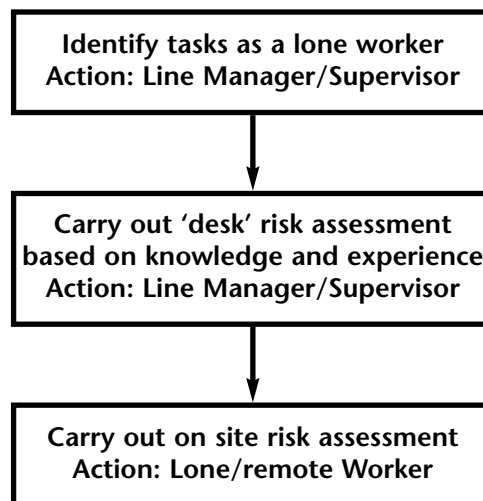 Identify tasks as a lone worker
Action: Line Manager/Supervisor
Carry out ‘desk’ risk assessment
based on knowledge and experience
Action: Line Manager/Supervisor
Carry out on site risk assessment
Action: Lone/remote Worker